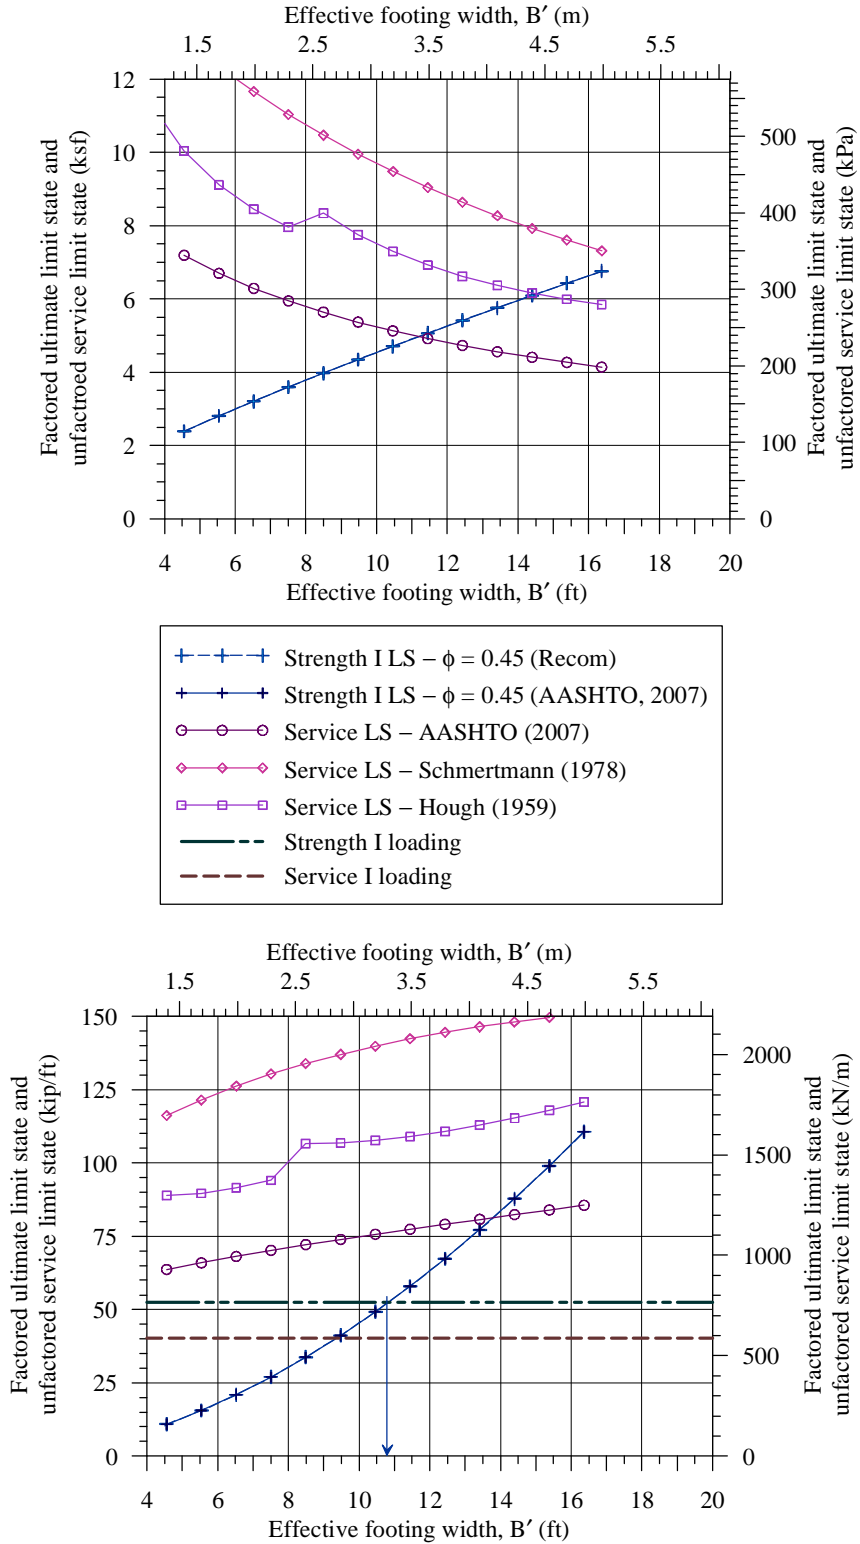 Effective footing width, B′ (m)
1.5 2.5 3.5 4.5 5.5
12
10
8
6
4
2
0
Factored ultimate limit state and
unfactroed service limit state (ksf)
500
400
300
200
100
0
Factored ultimate limit state and
unfactored service limit state (kPa)
4 6 8 10 12 14 16 18 20
Effective footing width, B′ (ft)
Strength I LS − ϕ = 0.45 (Recom)
Strength I LS − ϕ = 0.45 (AASHTO, 2007)
Service LS − AASHTO (2007)
Service LS − Schmertmann (1978)
Service LS − Hough (1959)
Strength I loading
Service I loading
Effective footing width, B′ (m)
1.5 2.5 3.5 4.5 5.5
150
125
100
75
50
25
0
Factored ultimate limit state and
unfactored service limit state (kip/ft)
2000
1500
1000
500
0
Factored ultimate limit state and
unfactored service limit state (kN/m)
4 6 8 10 12 14 16 18 20
Effective footing width, B′ (ft)